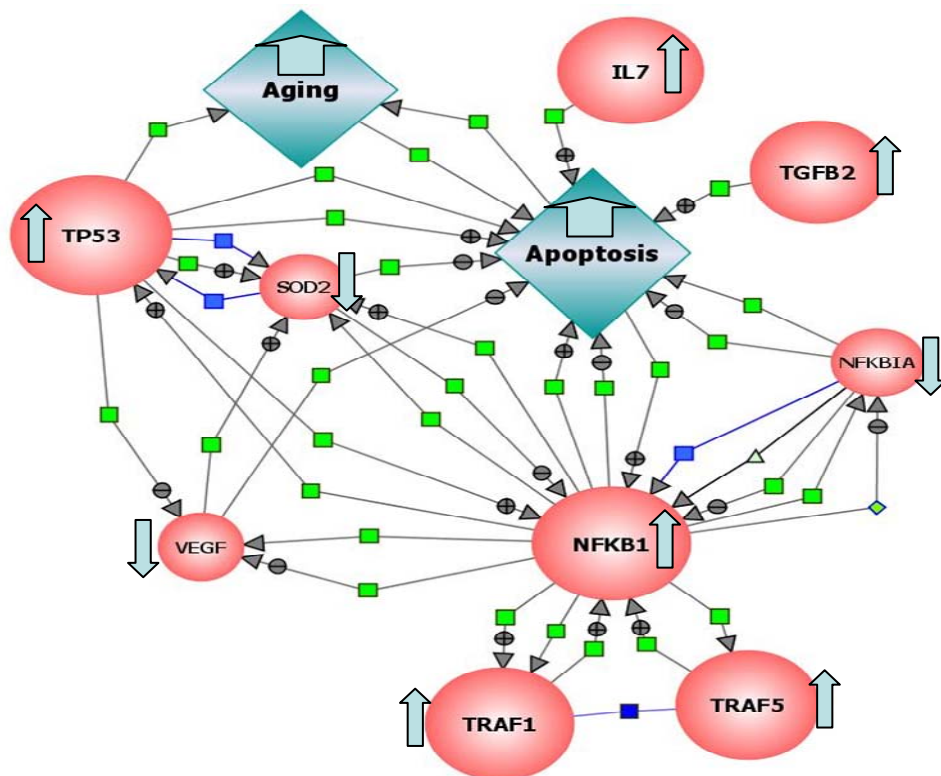 IL7
Aging
TGFB2
TP53
Apoptosis
SOD2
NFKBIA
VEGF
NFKB1
TRAF1
TRAF5